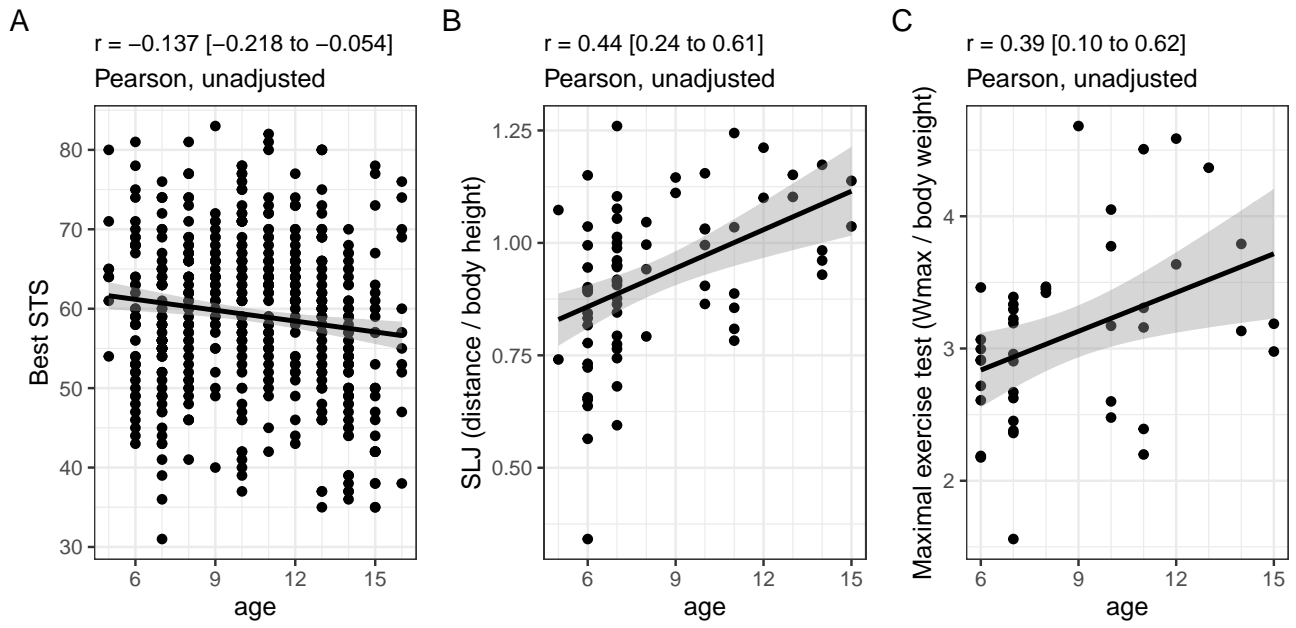 A
r = −0.137 [−0.218 to −0.054]
Pearson, unadjusted
Best STS
80
70
60
50
40
30
6
9
12
15
age
B
r = 0.44 [0.24 to 0.61]
Pearson, unadjusted
SLJ (distance / body height)
1.25
1.00
0.75
0.50
6
9
12
15
age
C
r = 0.39 [0.10 to 0.62]
Pearson, unadjusted
Maximal exercise test (Wmax / body weight)
4
3
2
6
9
12
15
age